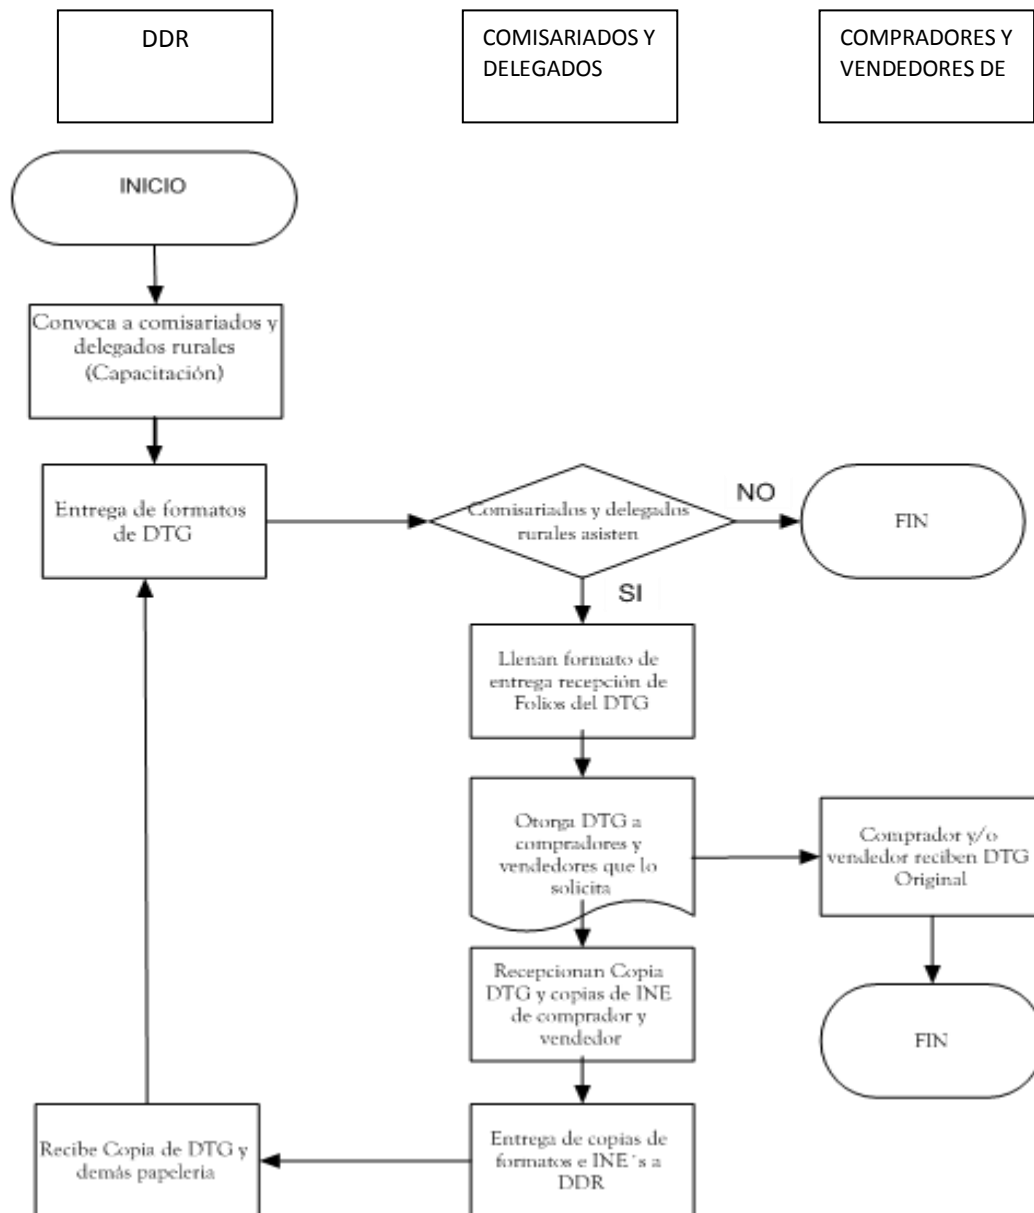 DDR
COMISARIADOS Y
DELEGADOS
COMPRADORES Y
VENDEDORES DE
INICIO
Convoca a comisariados y
delegados rurales
(Capacitación)
Entrega de formatos
de DTG
Comisariados y delegados
rurales asisten
NO
FIN
SI
Llenan formato de
entrega recepción de
Folios del DTG
Otorga DTG a
compradores y
vendedores que lo
solicita
Comprador y/o
vendedor reciben DTG
Original
Recepcionan Copia
DTG y copias de INE
de comprador y
vendedor
FIN
Entrega de copias de
formatos e INE´s a
DDR
Recibe Copia de DTG y
demás papeleria